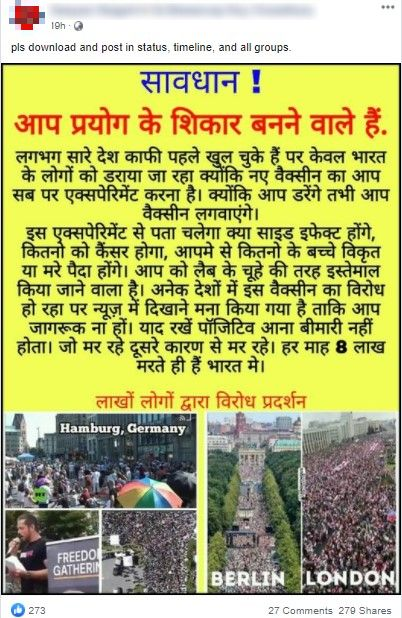 19h
pls download and post in status, timeline, and all groups.
सावधान !
आप प्रयोग के शिकार बनने वाले हैं.
लगभग सारे देश काफी पहले खुल चुके हैं पर केवल भारत
के लोगों को डराया जा रहा क्योंकि नए वैक्सीन का आप
सब पर एक्सपेरिमेंट करना है। क्योंकि आप डरेंगे तभी आप
वैक्सीन लगवाएंगे।
इस एक्सपेरिमेंट से पता चलेगा क्या साइड इफेक्ट होंगे,
कितनो को कैंसर होगा, आपमे से कितनो के बच्चे विकृत
या मरे पैदा होंगे। आप को लैब के चूहे की तरह इस्तेमाल
किया जाने वाला है। अनेक देशों में इस वैक्सीन का विरोध
हो रहा पर न्यूज़ में दिखाने मना किया गया है ताकि आप
जागरूक ना हों। याद रखें पॉजिटिव आना बीमारी नहीं
होता। जो मर रहे दूसरे कारण से मर रहे। हर माह 8 लाख
मरते ही हैं भारत मे।
लाखों लोगों द्वारा विरोध प्रदर्शन
Hamburg, Germany
RT
FREEDO
GATHERIN
BERLIN
LONDON
273
27 Comments 279 Shares